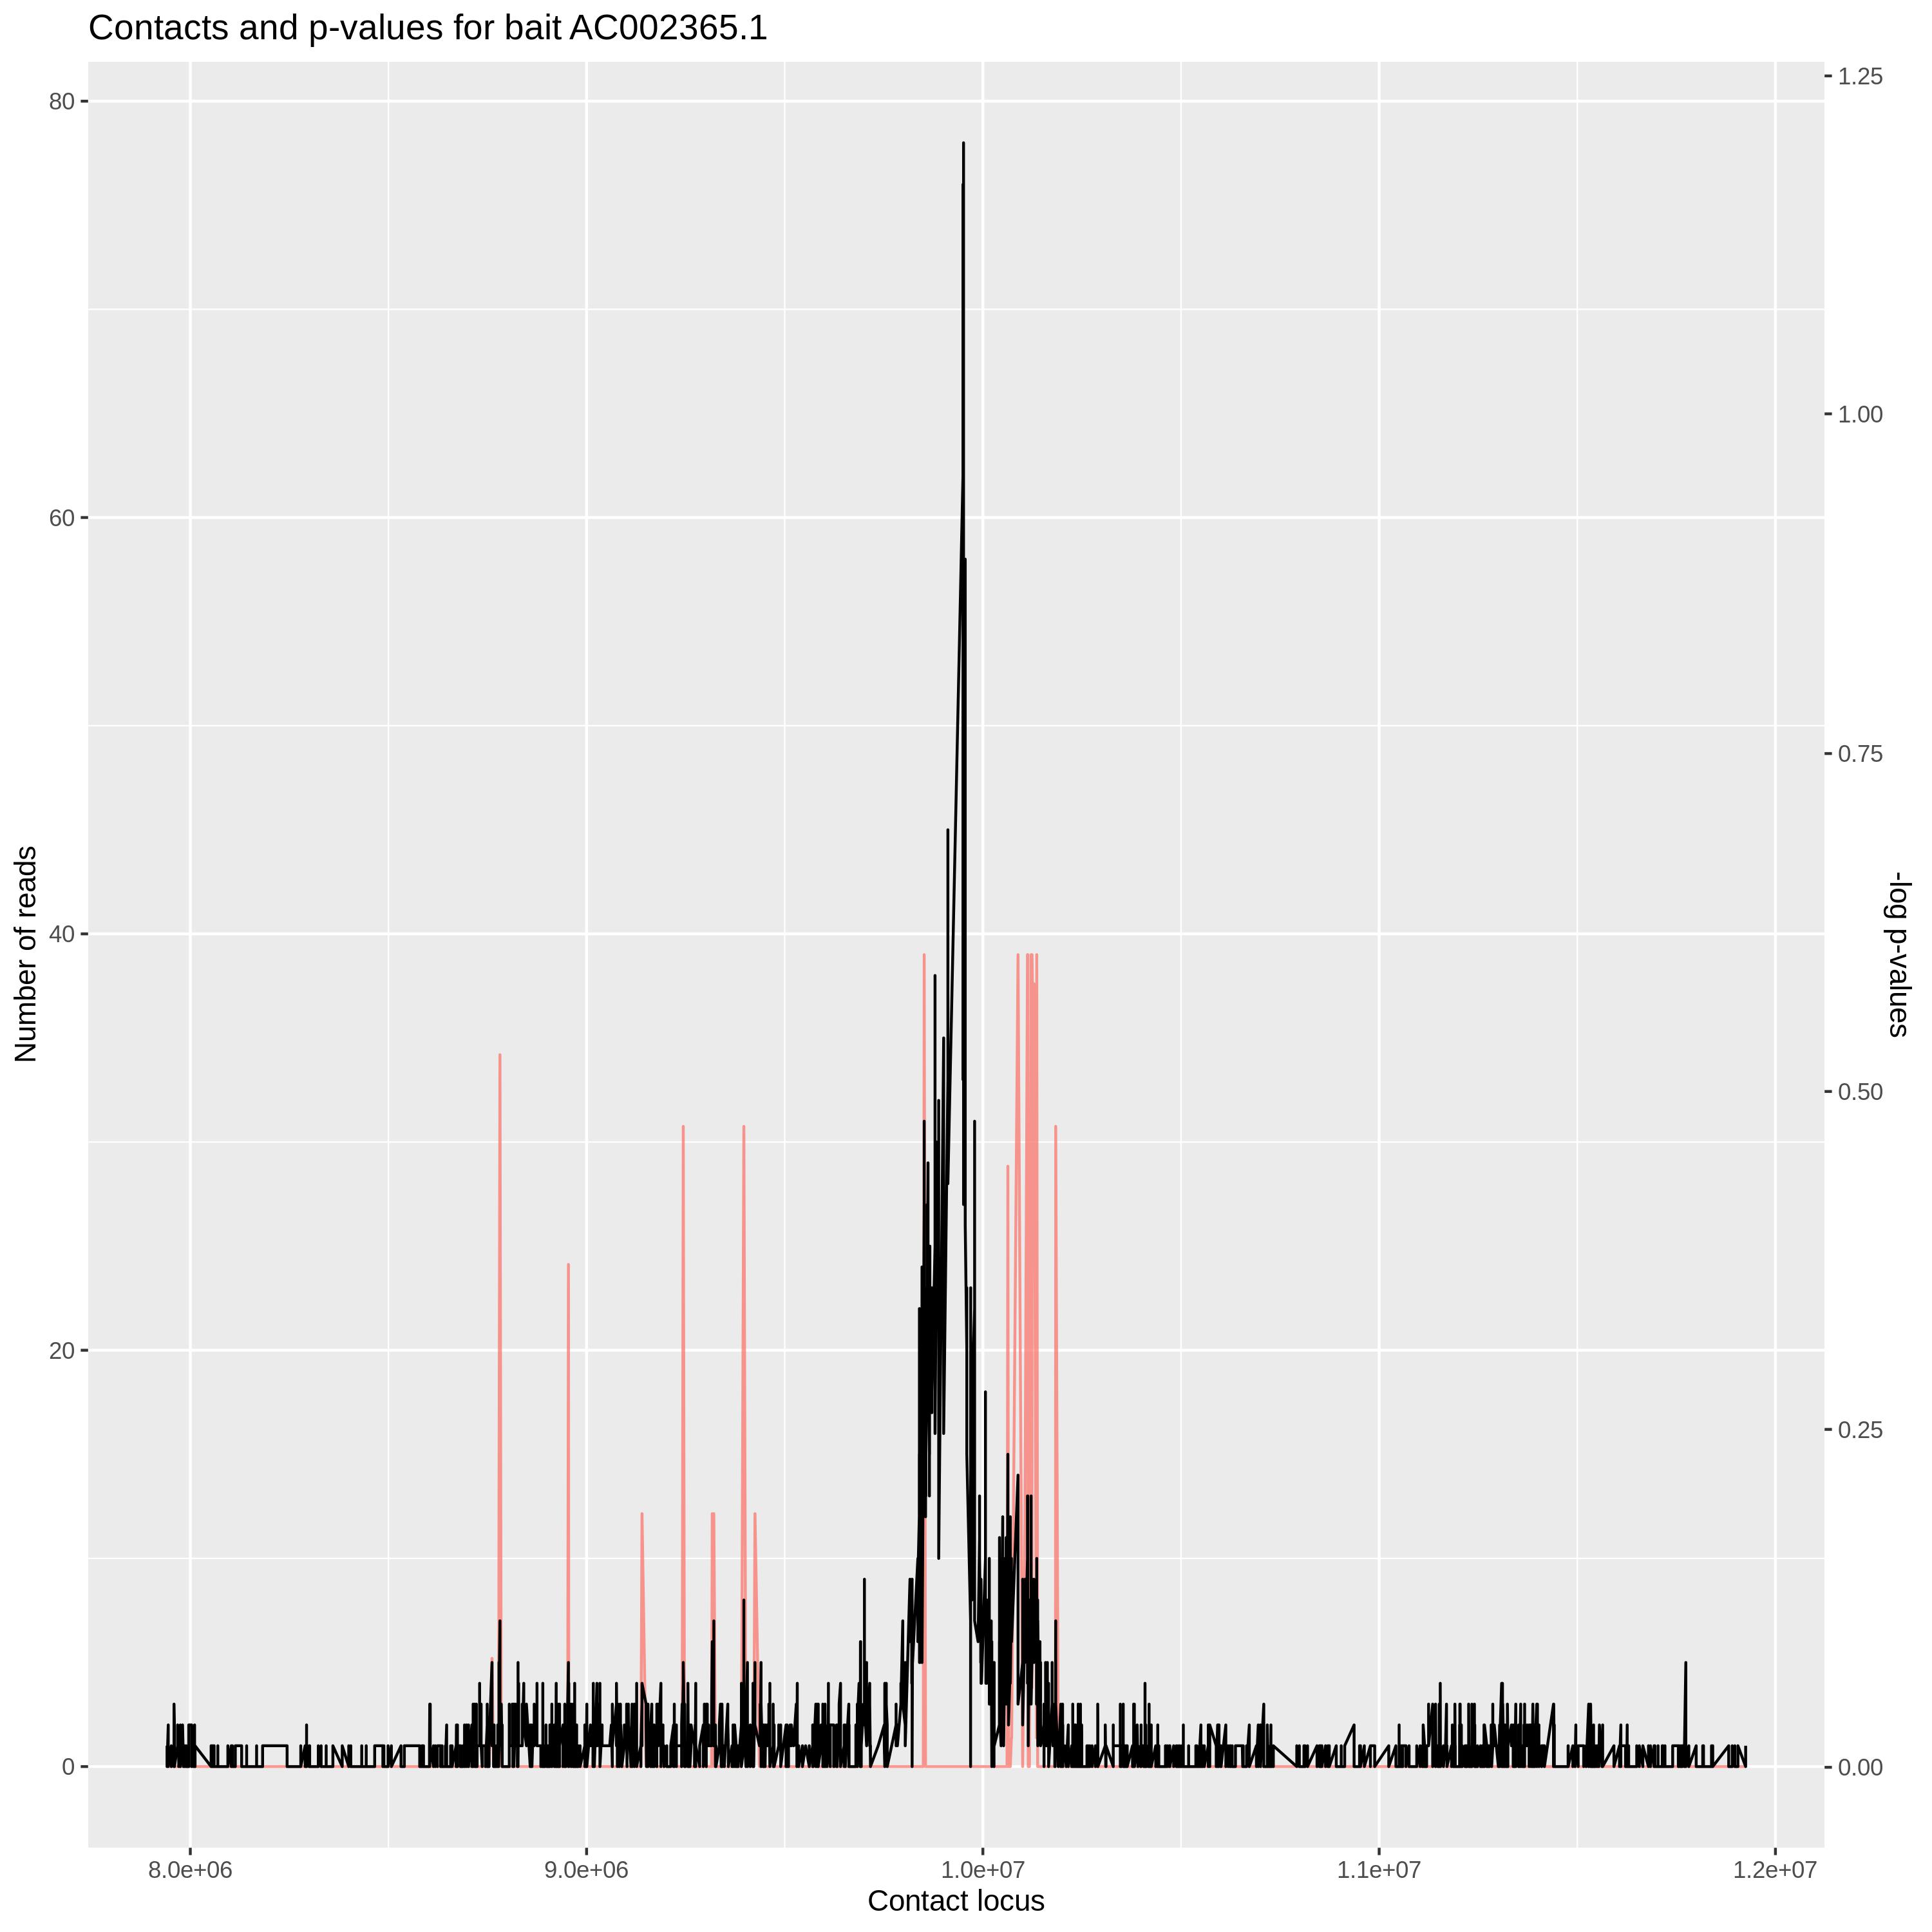 Contacts and p-values for bait AC002365.1
80
60
40
20
0
Number of reads
1.25
1.00
0.75
0.50
0.25
0.00
-log p-values
8.0e+06 9.0e+06 1.0e+07 1.1e+07 1.2e+07
Contact locus